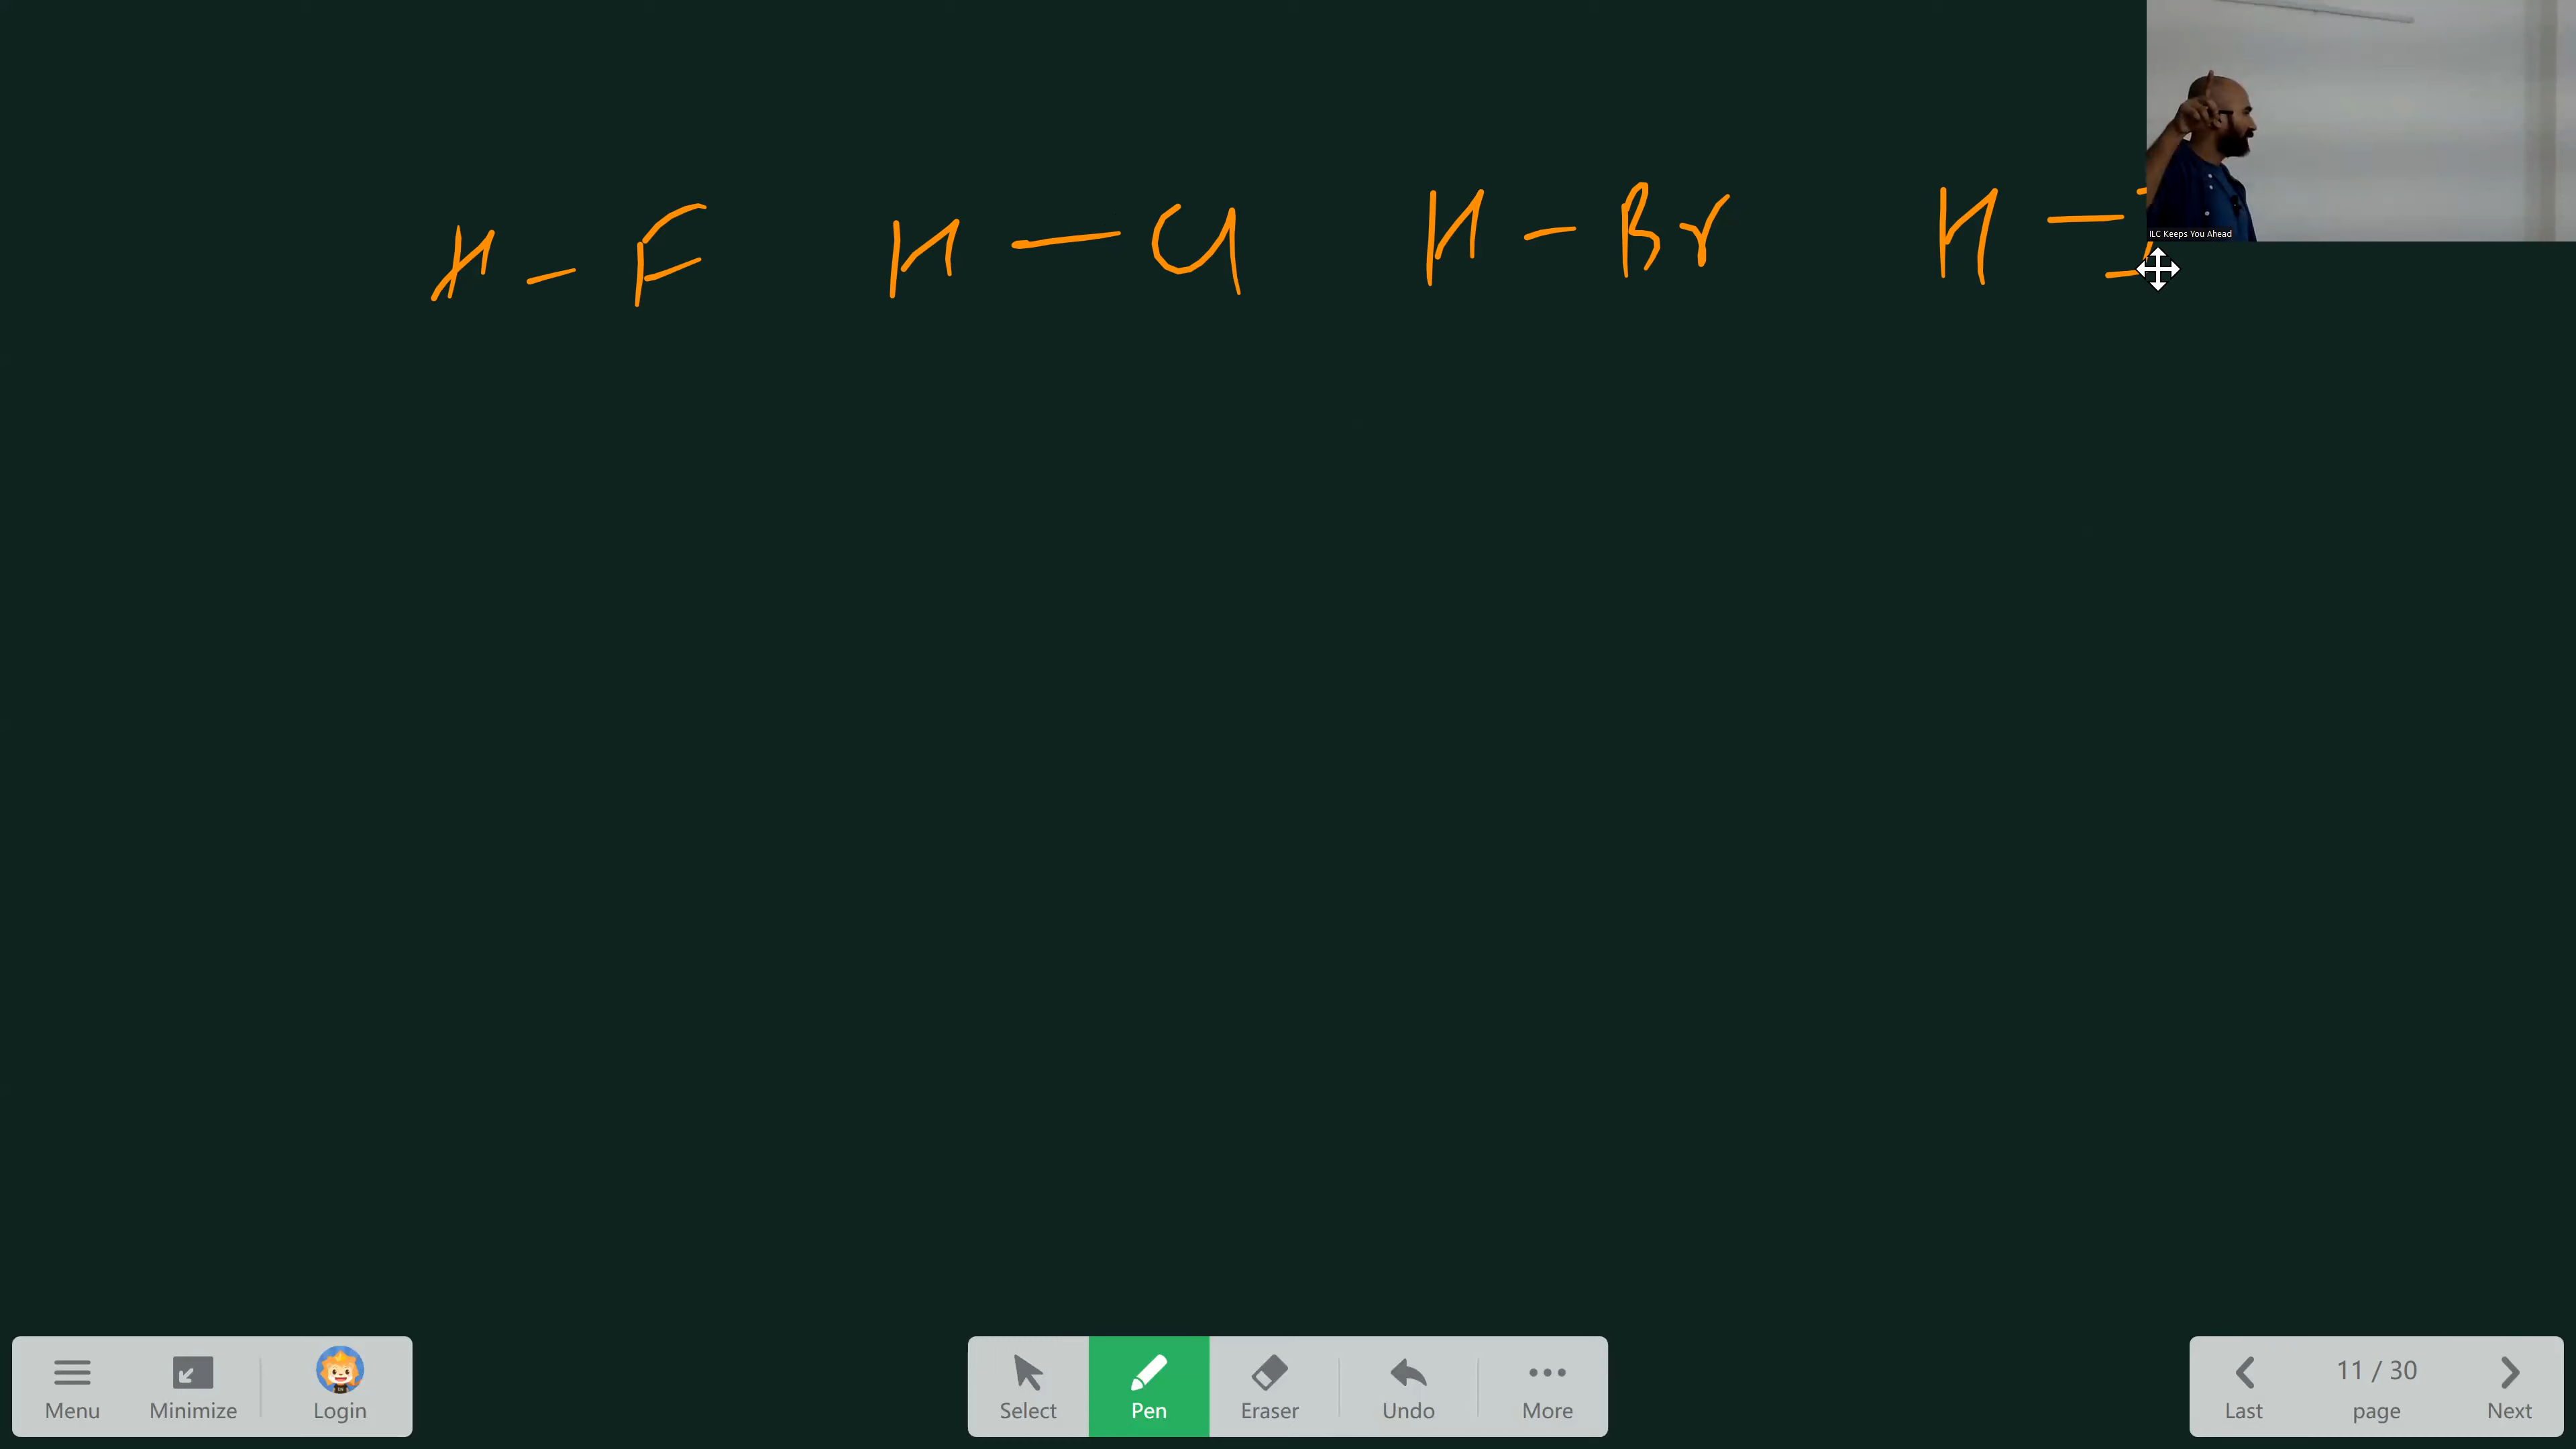 H - F H - Cl H - Br H -
ILC Keeps You Ahead
Menu Minimize Login Select Pen Eraser Undo More Last 11 / 30 page Next